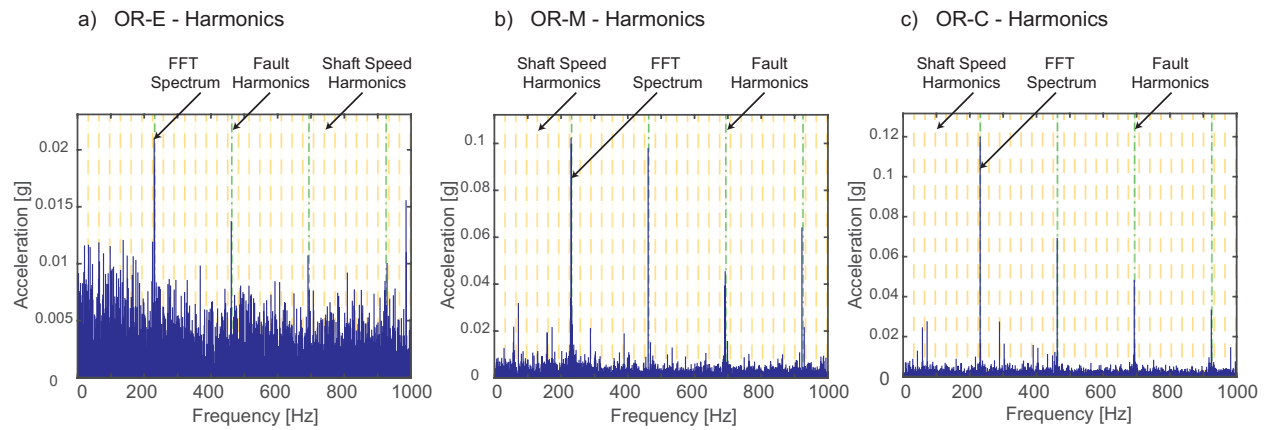 a) OR-E - Harmonics
FFT
Spectrum
Fault
Harmonics
Shaft Speed
Harmonics
Acceleration [g]
0.02
0.015
0.01
0.005
0
0
200
400
600
800
1000
Frequency [Hz]
b) OR-M - Harmonics
Shaft Speed
Harmonics
FFT
Spectrum
Fault
Harmonics
Acceleration [g]
0.1
0.08
0.06
0.04
0.02
0
0
200
400
600
800
1000
Frequency [Hz]
c) OR-C - Harmonics
Shaft Speed
Harmonics
FFT
Spectrum
Fault
Harmonics
Acceleration [g]
0.12
0.1
0.08
0.06
0.04
0.02
0
0
200
400
600
800
1000
Frequency [Hz]